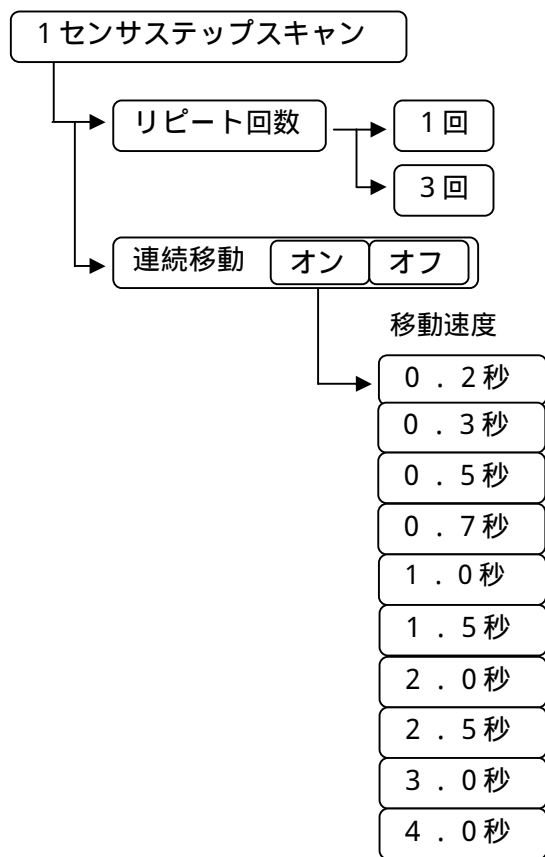 1センサステップスキャン
リピート回数 1回
3回
連続移動 オン オフ
移動速度
0.2秒
0.3秒
0.5秒
0.7秒
1.0秒
1.5秒
2.0秒
2.5秒
3.0秒
4.0秒